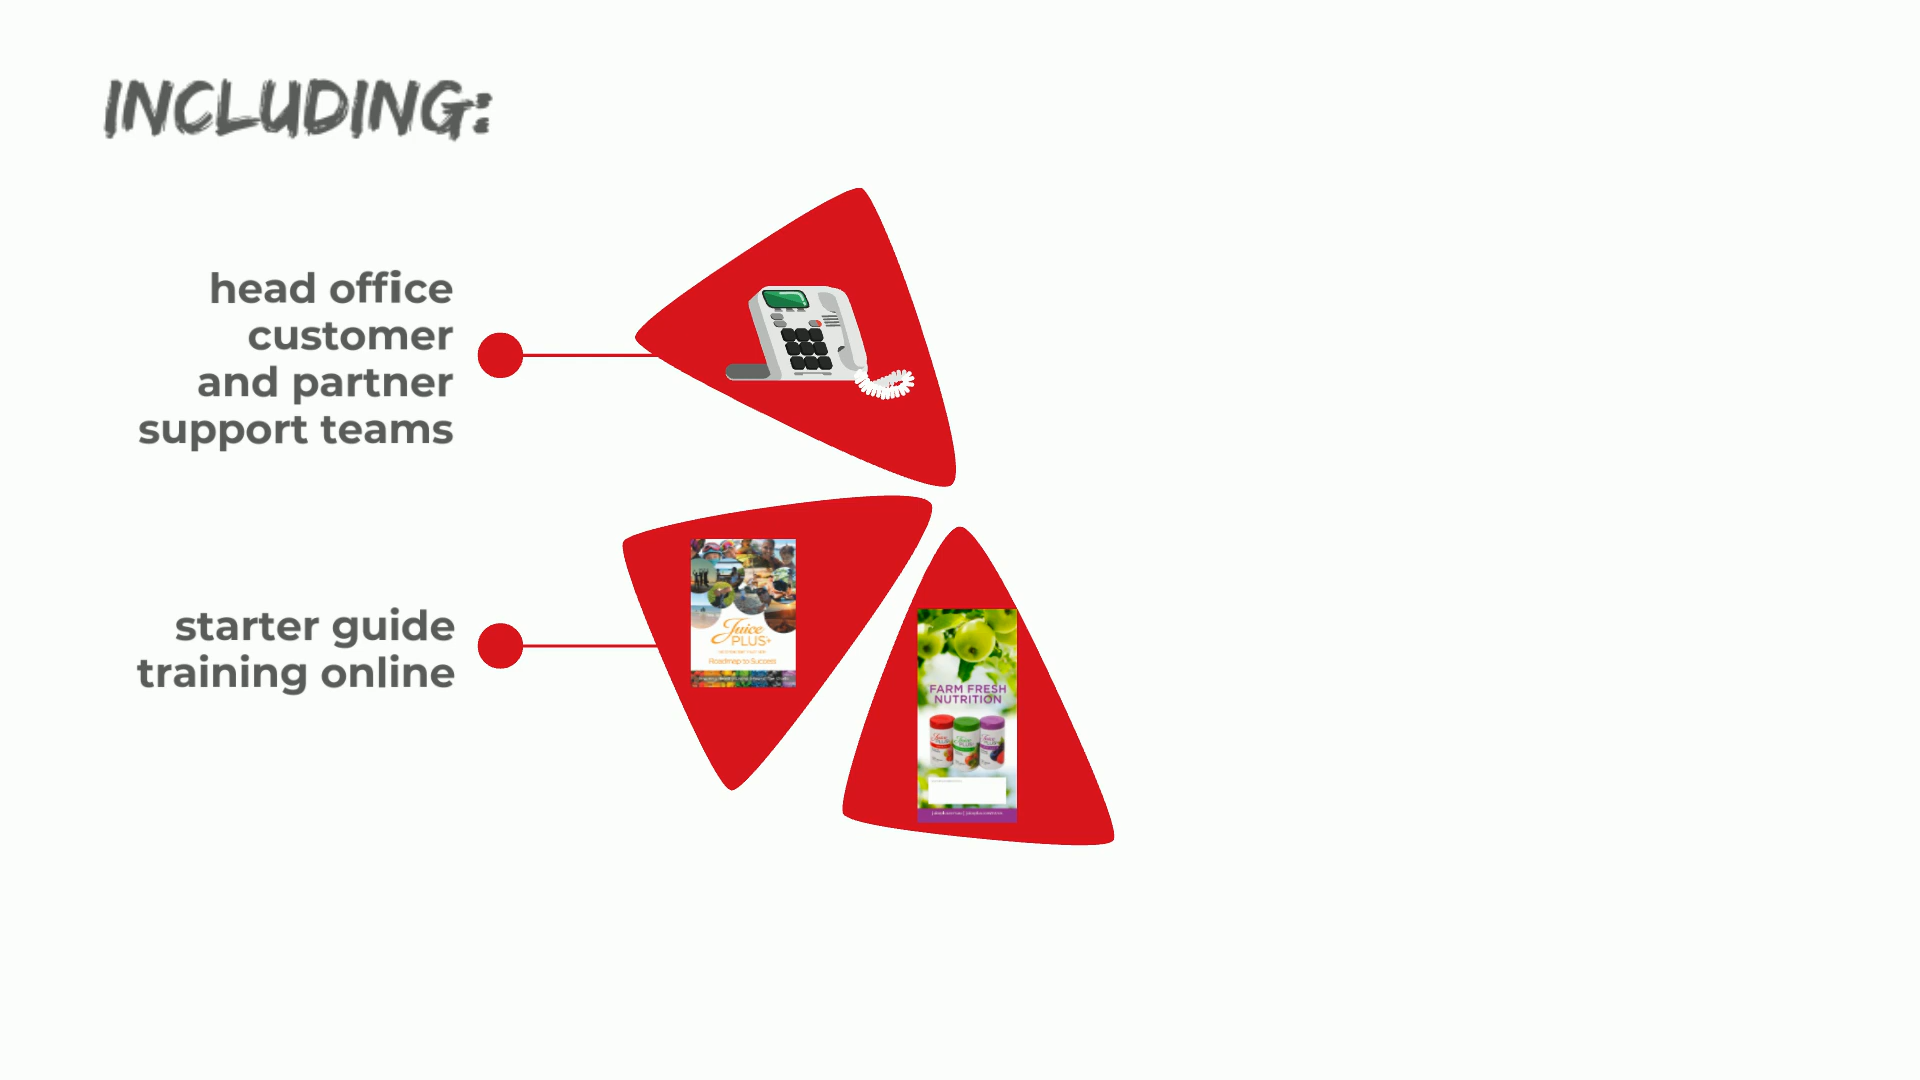 INCLUDING:
head office
customer
and partner
support teams
starter guide
training online
Juice
PLUS+
Roadmap to Success
FARM FRESH
NUTRITION